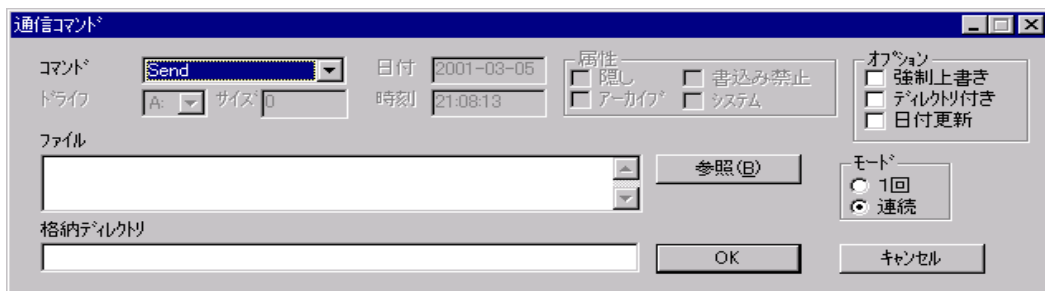 通信ｺﾏﾝﾄﾞ
ｺﾏﾝﾄﾞ Send 日付 2001-03-05 属性 ｵﾌﾟｼｮﾝ
隠し 書込み禁止 強制上書き
ﾄﾞﾗｲﾌ A: ｻｲｽﾞ 0 時刻 21:08:13 ｱｰｶｲﾌﾞ ｼｽﾃﾑ ﾃﾞｨﾚｸﾄﾘ付き
日付更新
ﾌｧｲﾙ
参照(B) ﾓｰﾄﾞ
1回
連続
格納ﾃﾞｨﾚｸﾄﾘ
OK ｷｬﾝｾﾙ